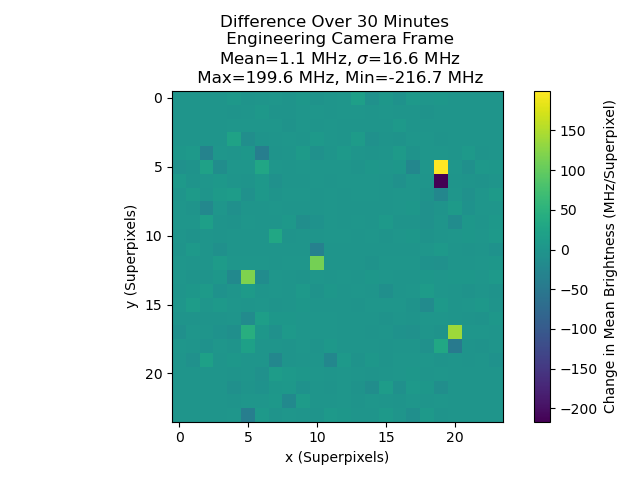 Difference Over 30 Minutes
Engineering Camera Frame
Mean=1.1 MHz, σ=16.6 MHz
Max=199.6 MHz, Min=-216.7 MHz
0
5
10
15
20
y (Superpixels)
0 5 10 15 20
x (Superpixels)
150
100
50
0
−50
−100
−150
−200
Change in Mean Brightness (MHz/Superpixel)